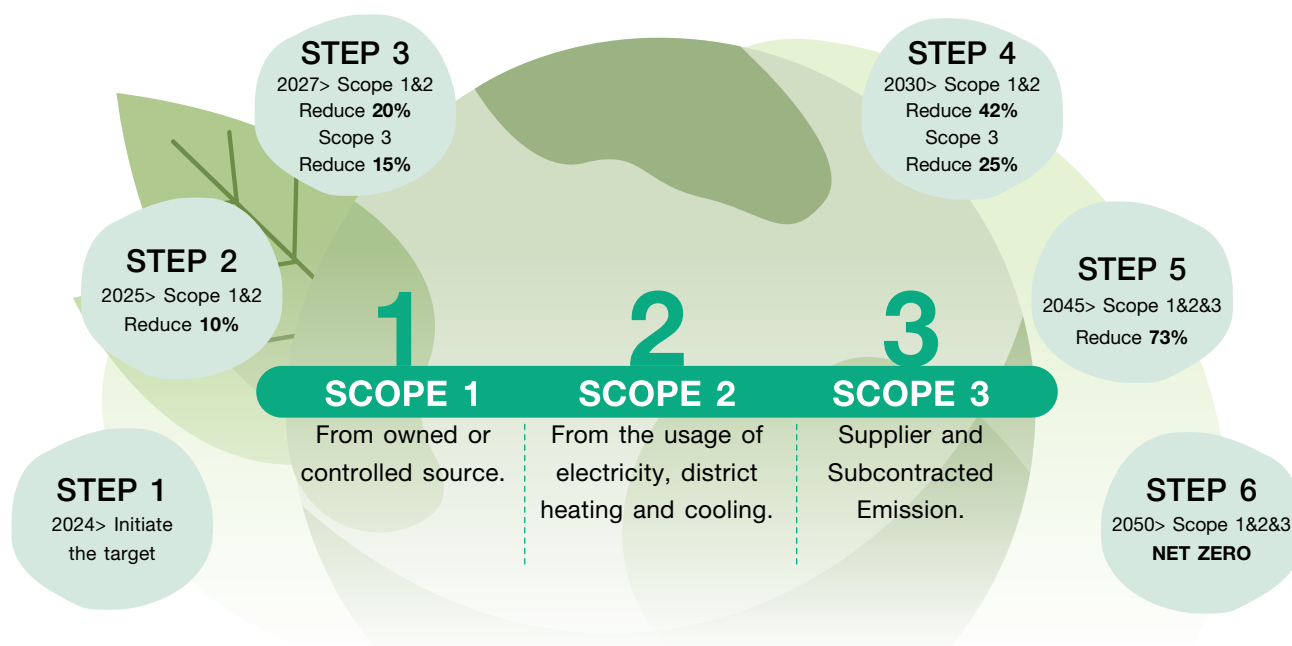 STEP 1
2024> Initiate
the target
STEP 2
2025> Scope 1&2
Reduce 10%
STEP 3
2027> Scope 1&2
Reduce 20%
Scope 3
Reduce 15%
STEP 4
2030> Scope 1&2
Reduce 42%
Scope 3
Reduce 25%
STEP 5
2045> Scope 1&2&3
Reduce 73%
STEP 6
2050> Scope 1&2&3
NET ZERO
1
SCOPE 1
From owned or
controlled source.
2
SCOPE 2
From the usage of
electricity, district
heating and cooling.
3
SCOPE 3
Supplier and
Subcontracted
Emission.